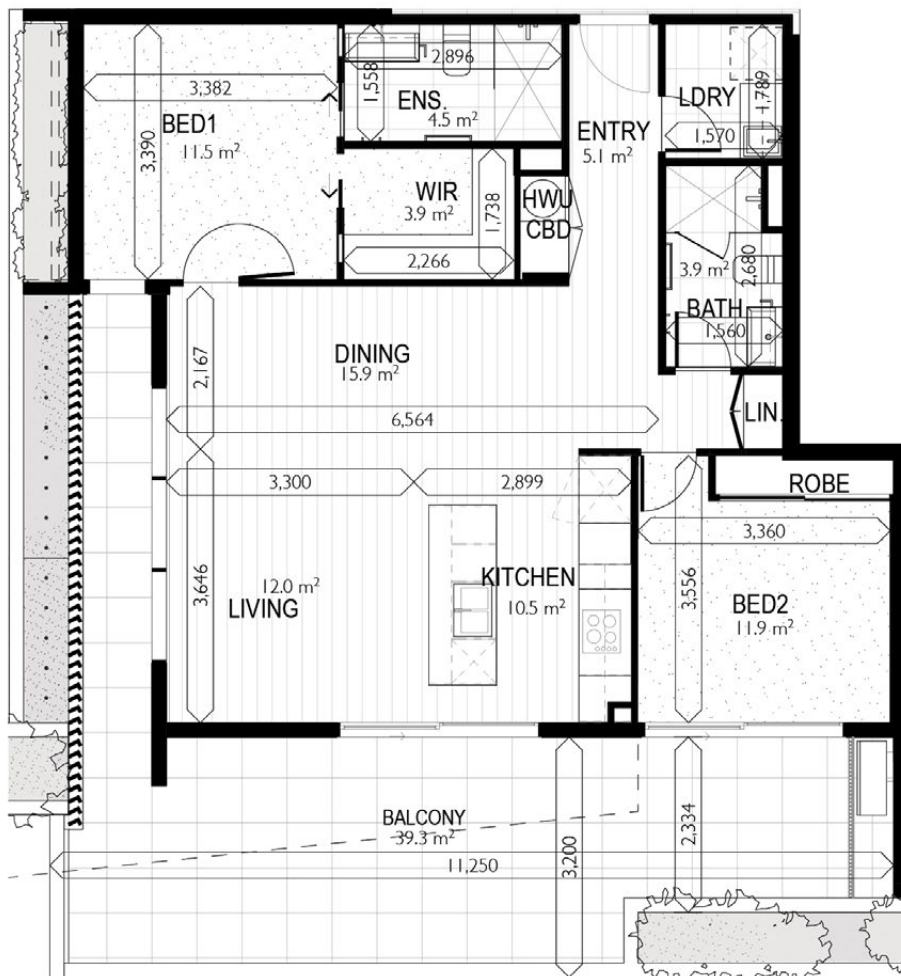 2,896
1,558
ENS.
4.5 m²
3,382
BED1
11.5 m²
3,390
ENTRY
5.1 m²
LDRY
1,789
1,570
WIR
3.9 m²
1,738
2,266
HWU
CBD
3.9 m²
2,680
BATH
1,560
DINING
15.9 m²
2,167
6,564
LIN.
3,300
2,899
ROBE
3,360
3,646
12.0 m²
LIVING
KITCHEN
10.5 m²
3,556
BED2
11.9 m²
BALCONY
39.3 m²
11,250
3,200
2,334